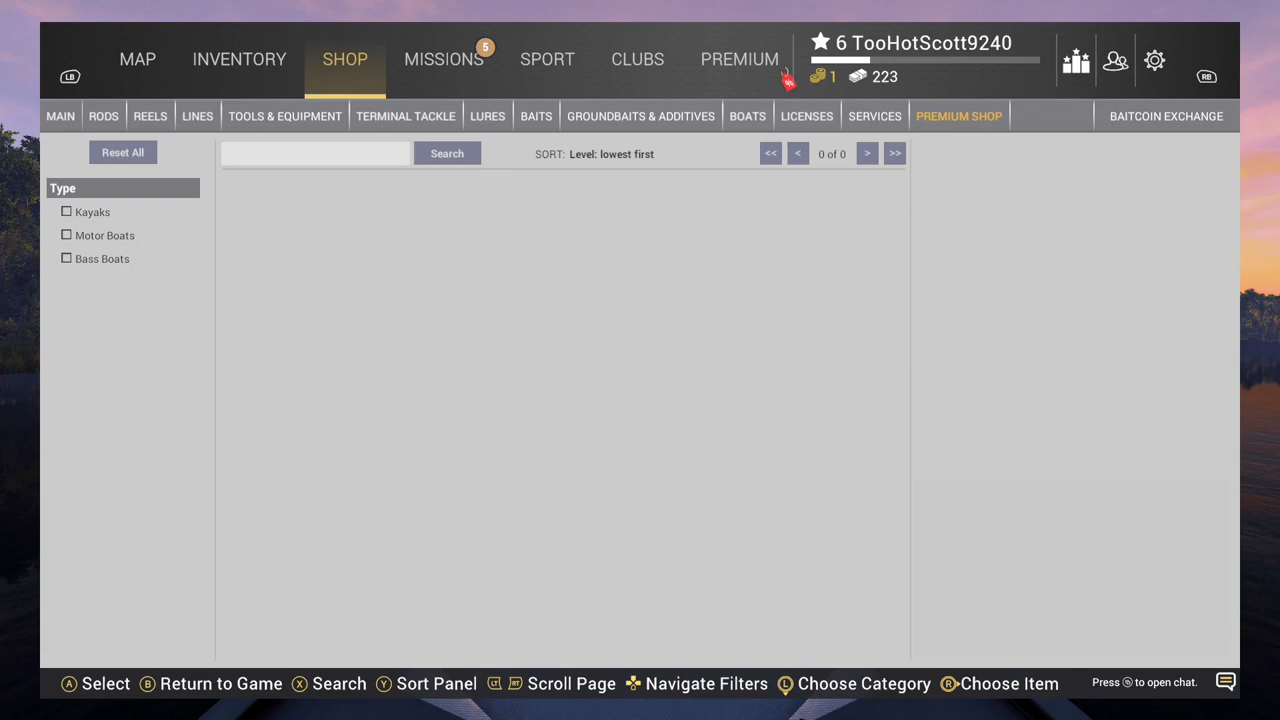 LB
MAP
INVENTORY
SHOP
MISSIONS
5
SPORT
CLUBS
PREMIUM
%
6 TooHotScott9240
1
223
RB
MAIN
RODS
REELS
LINES
TOOLS & EQUIPMENT
TERMINAL TACKLE
LURES
BAITS
GROUNDBAITS & ADDITIVES
BOATS
LICENSES
SERVICES
PREMIUM SHOP
BAITCOIN EXCHANGE
Reset All
Search
SORT: Level: lowest first
<<
<
0 of 0
>
>>
Type
Kayaks
Motor Boats
Bass Boats
A Select
B Return to Game
X Search
Y Sort Panel
LT RT Scroll Page
Navigate Filters
L Choose Category
R Choose Item
Press to open chat.